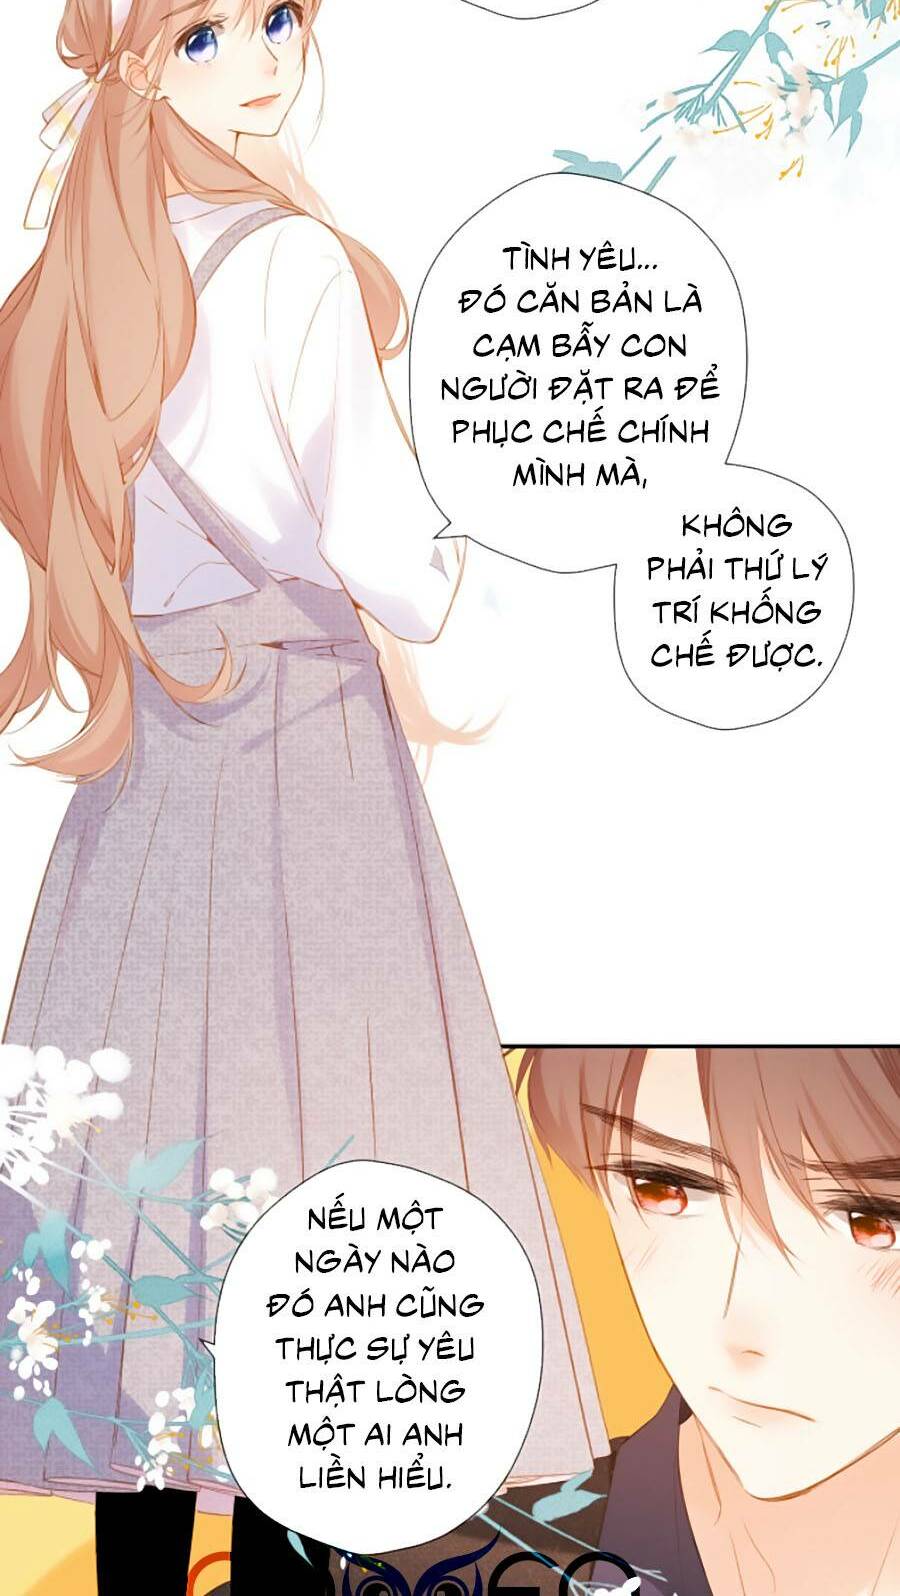 TÌNH YÊU...
ĐÓ CĂN BẢN LÀ
CẠM BẪY CON
NGƯỜI ĐẶT RA ĐỂ
PHỤC CHẾ CHÍNH
MÌNH MÀ,
KHÔNG
PHẢI THỨ LÝ
TRÍ KHỐNG
CHẾ ĐƯỢC.
NẾU MỘT
NGÀY NÀO
ĐÓ ANH CŨNG
THỰC SỰ YÊU
THẬT LÒNG
MỘT AI ANH
LIỀN HIỂU.